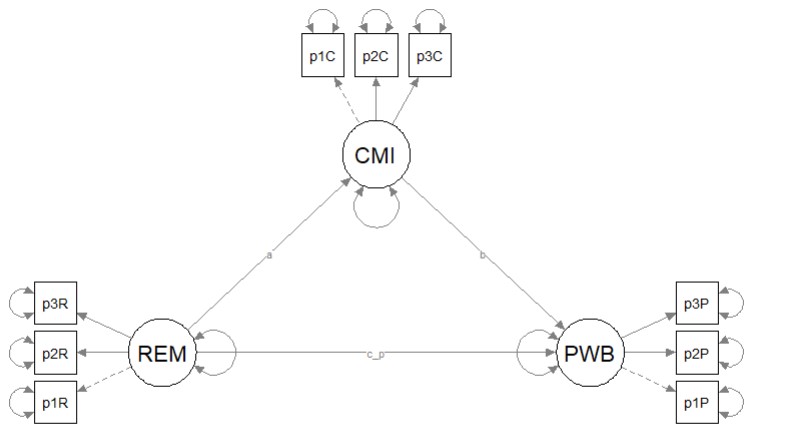 p1C p2C p3C
CMI
a b
p3R p3P
p2R REM c_p PWB p2P
p1R p1P